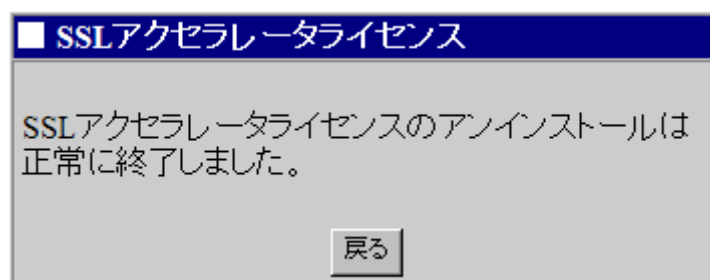 ■ SSLアクセラレータライセンス
SSLアクセラレータライセンスのアンインストールは
正常に終了しました。
戻る